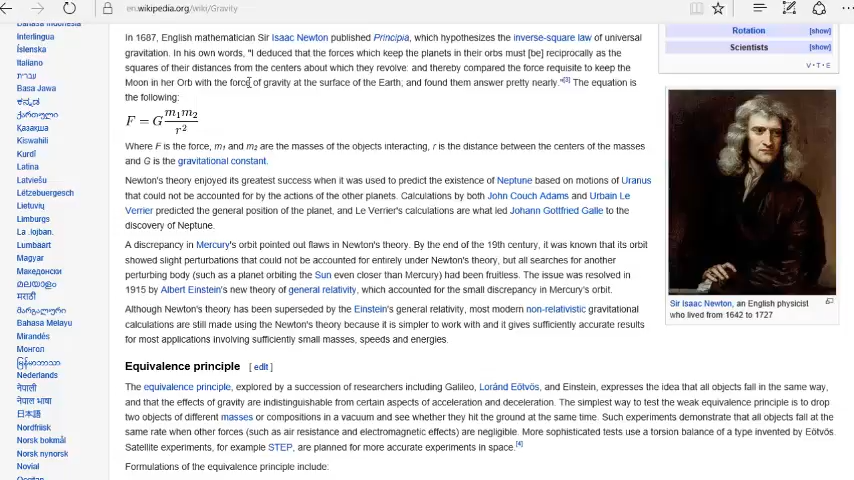 en.wikipedia.org/wiki/Gravity
Bahasa Indonesia
Interlingua
Íslenska
Italiano
עברית
Basa Jawa
ಕನ್ನಡ
ქართული
Қазақша
Kiswahili
Kurdî
Latina
Latviešu
Lëtzebuergesch
Lietuvių
Limburgs
La .lojban.
Lumbaart
Magyar
Македонски
മലയാളം
मराठी
მარგალური
Bahasa Melayu
Mirandés
Монгол
မြန်မာဘာသာ
Nederlands
नेपाली
नेपाल भाषा
日本語
Nordfriisk
Norsk bokmål
Norsk nynorsk
Novial
In 1687, English mathematician Sir Isaac Newton published Principia, which hypothesizes the inverse-square law of universal
gravitation. In his own words, "I deduced that the forces which keep the planets in their orbs must [be] reciprocally as the
squares of their distances from the centers about which they revolve: and thereby compared the force requisite to keep the
Moon in her Orb with the force of gravity at the surface of the Earth; and found them answer pretty nearly."[3] The equation is
the following:
F = G m1m2 / r2
Where F is the force, m1 and m2 are the masses of the objects interacting, r is the distance between the centers of the masses
and G is the gravitational constant.
Newton's theory enjoyed its greatest success when it was used to predict the existence of Neptune based on motions of Uranus
that could not be accounted for by the actions of the other planets. Calculations by both John Couch Adams and Urbain Le
Verrier predicted the general position of the planet, and Le Verrier's calculations are what led Johann Gottfried Galle to the
discovery of Neptune.
A discrepancy in Mercury's orbit pointed out flaws in Newton's theory. By the end of the 19th century, it was known that its orbit
showed slight perturbations that could not be accounted for entirely under Newton's theory, but all searches for another
perturbing body (such as a planet orbiting the Sun even closer than Mercury) had been fruitless. The issue was resolved in
1915 by Albert Einstein's new theory of general relativity, which accounted for the small discrepancy in Mercury's orbit.
Although Newton's theory has been superseded by the Einstein's general relativity, most modern non-relativistic gravitational
calculations are still made using the Newton's theory because it is simpler to work with and it gives sufficiently accurate results
for most applications involving sufficiently small masses, speeds and energies.
Equivalence principle [ edit ]
The equivalence principle, explored by a succession of researchers including Galileo, Loránd Eötvös, and Einstein, expresses the idea that all objects fall in the same way,
and that the effects of gravity are indistinguishable from certain aspects of acceleration and deceleration. The simplest way to test the weak equivalence principle is to drop
two objects of different masses or compositions in a vacuum and see whether they hit the ground at the same time. Such experiments demonstrate that all objects fall at the
same rate when other forces (such as air resistance and electromagnetic effects) are negligible. More sophisticated tests use a torsion balance of a type invented by Eötvös.
Satellite experiments, for example STEP, are planned for more accurate experiments in space.[4]
Formulations of the equivalence principle include:
Rotation [show]
Scientists [show]
V • T • E
Sir Isaac Newton, an English physicist
who lived from 1642 to 1727